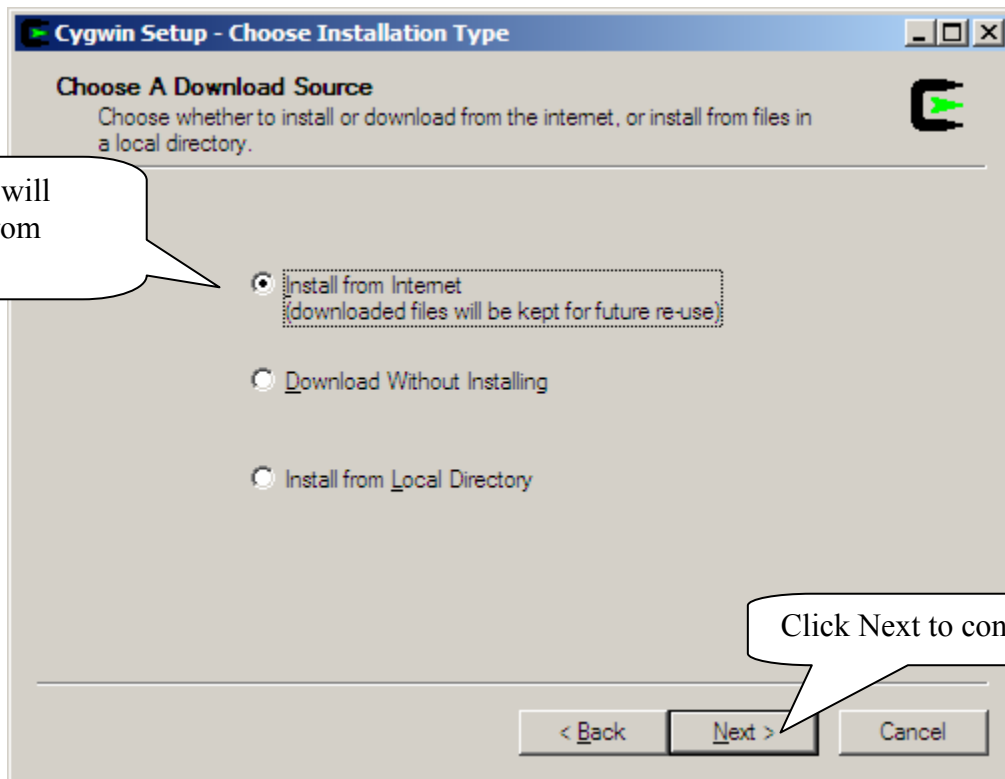 Cygwin Setup - Choose Installation Type
Choose A Download Source
Choose whether to install or download from the internet, or install from files in
a local directory.
will
om
Install from Internet
(downloaded files will be kept for future re-use)
Download Without Installing
Install from Local Directory
Click Next to con
< Back
Next >
Cancel